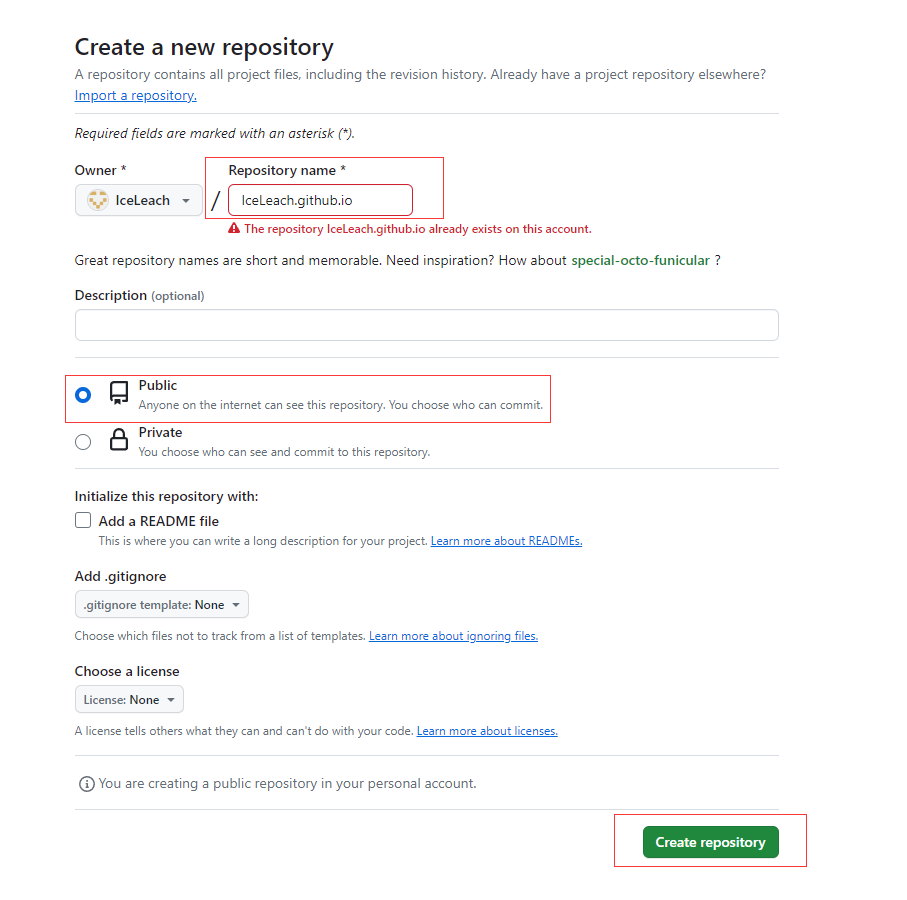 Create a new repository
A repository contains all project files, including the revision history. Already have a project repository elsewhere?
Import a repository.
Required fields are marked with an asterisk (*).
Owner *
Repository name *
IceLeach
/
IceLeach.github.io
The repository IceLeach.github.io already exists on this account.
Great repository names are short and memorable. Need inspiration? How about special-octo-funicular ?
Description (optional)
Public
Anyone on the internet can see this repository. You choose who can commit.
Private
You choose who can see and commit to this repository.
Initialize this repository with:
Add a README file
This is where you can write a long description for your project. Learn more about READMEs.
Add .gitignore
.gitignore template: None
Choose which files not to track from a list of templates. Learn more about ignoring files.
Choose a license
License: None
A license tells others what they can and can't do with your code. Learn more about licenses.
You are creating a public repository in your personal account.
Create repository